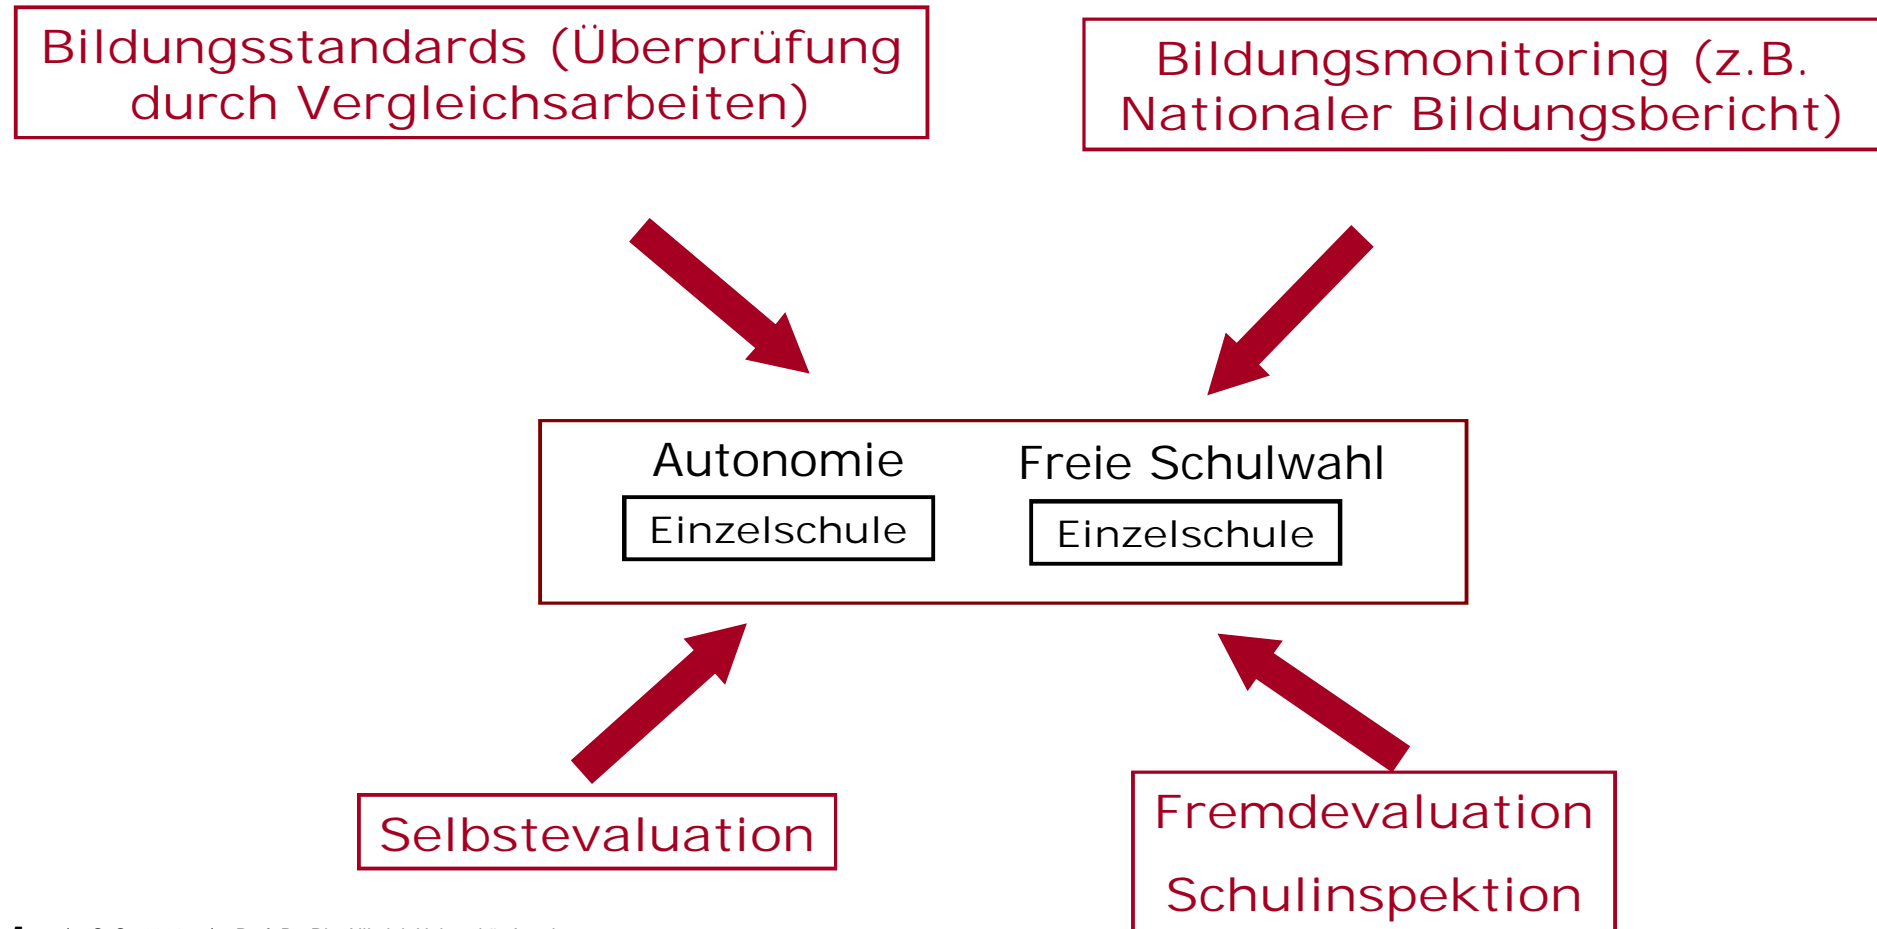 Bildungsstandards (Überprüfung
durch Vergleichsarbeiten)
Bildungsmonitoring (z.B.
Nationaler Bildungsbericht)
Autonomie
Freie Schulwahl
Einzelschule
Einzelschule
Selbstevaluation
Fremdevaluation
Schulinspektion